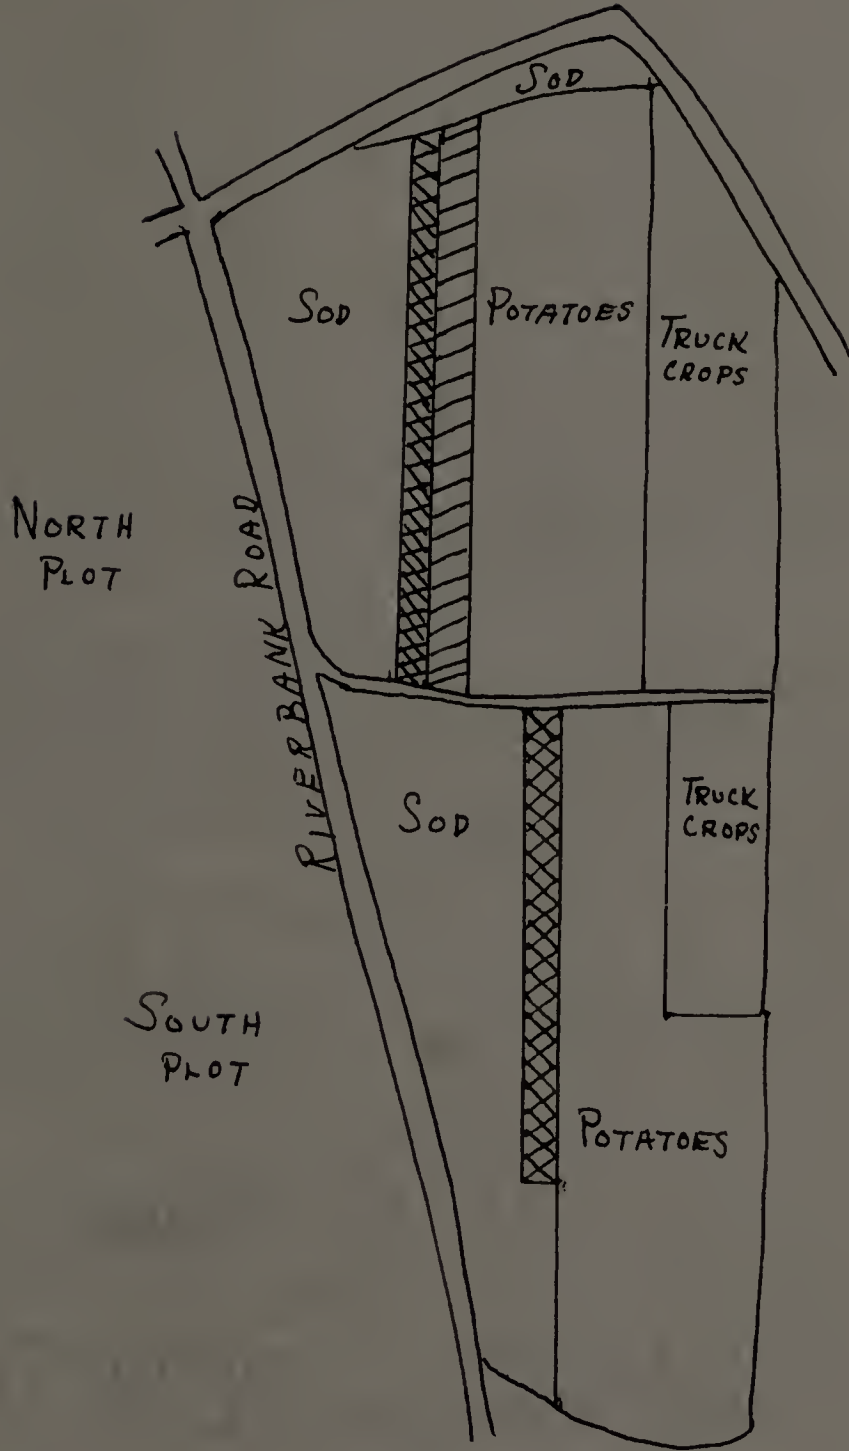 SOD
SOD
POTATOES
TRUCK
CROPS
NORTH
PLOT
RIVERBANK ROAD
SOD
TRUCK
CROPS
SOUTH
PLOT
POTATOES